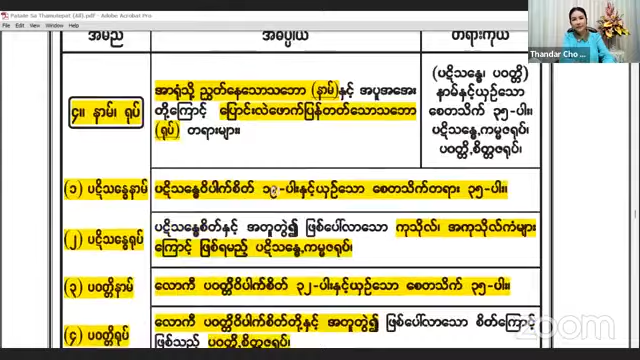 Patate Sa Thamutepat (All).pdf - Adobe Acrobat Pro
File Edit View Window Help
အမည် အဓိပ္ပာယ် တရားကိုယ်
၄။ နာမ်၊ ရုပ်
အာရုံသို့ ညွတ်နေသောသဘော (နာမ်)နှင့် အပူအအေး
တို့ကြောင့် ပြောင်းလဲဖောက်ပြန်တတ်သောသဘော
(ရုပ်) တရားများ။
(ပဋိသန္ဓေ၊ ပဝတ္တိ)
နာမ်နှင့်ယှဉ်သော
စေတသိက် ၃၅-ပါး။
ပဋိသန္ဓေ,ကမ္မဇရုပ်၊
ပဝတ္တိ,စိတ္တဇရုပ်၊
(၁) ပဋိသန္ဓေနာမ် ပဋိသန္ဓေဝိပါက်စိတ် ၁၉-ပါးနှင့်ယှဉ်သော စေတသိက်တရား ၃၅-ပါး။
(၂) ပဋိသန္ဓေရုပ် ပဋိသန္ဓေစိတ်နှင့် အတူတွဲ၍ ဖြစ်ပေါ်လာသော ကုသိုလ်၊ အကုသိုလ်ကံများ
ကြောင့် ဖြစ်ရမည့် ပဋိသန္ဓေ,ကမ္မဇရုပ်၊
(၃) ပဝတ္တိနာမ် လောကီ ပဝတ္တိဝိပါက်စိတ် ၃၂-ပါးနှင့်ယှဉ်သော စေတသိက် ၃၅-ပါး။
(၄) ပဝတ္တိရုပ် လောကီ ပဝတ္တိဝိပါက်စိတ်တို့နှင့် အတူတွဲ၍ ဖြစ်ပေါ်လာသော စိတ်ကြောင့်
ဖြစ်သည့် ပဝတ္တိ,စိတ္တဇရုပ်၊
Thandar Cho
zoom